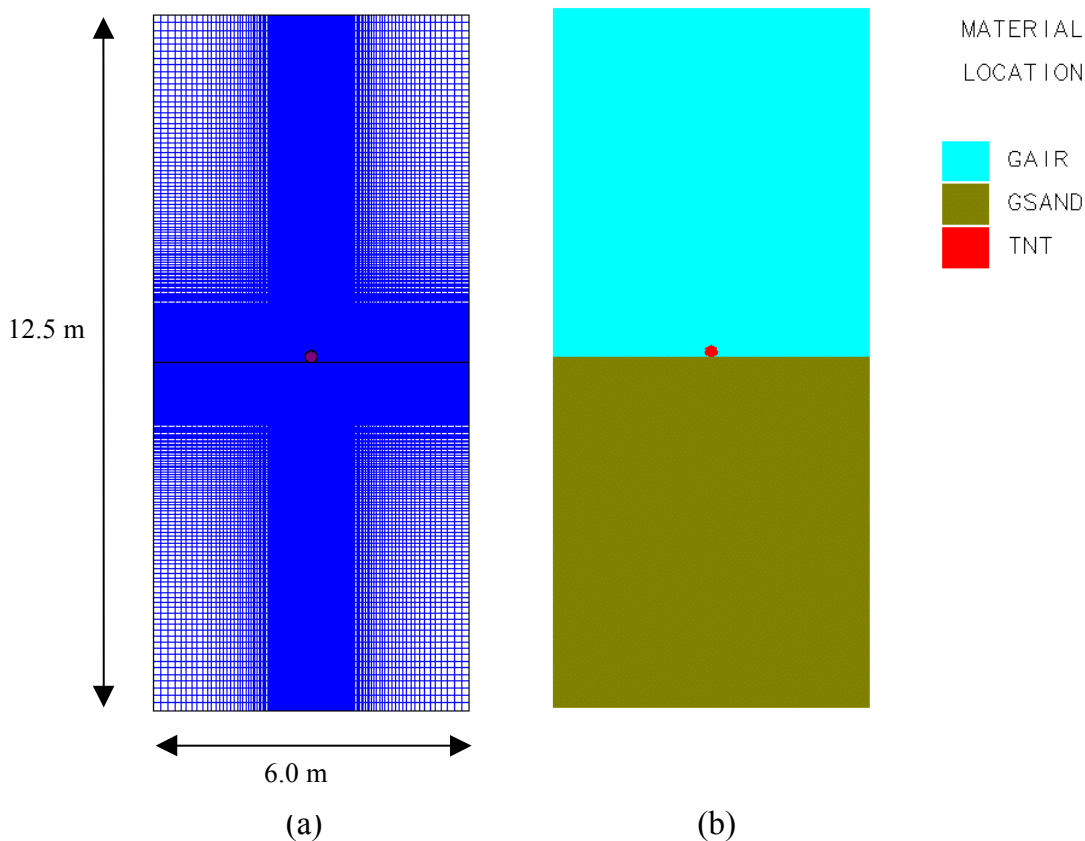 12.5 m
6.0 m
(a)
MATERIAL
LOCATION
GAIR
GSAND
TNT
(b)